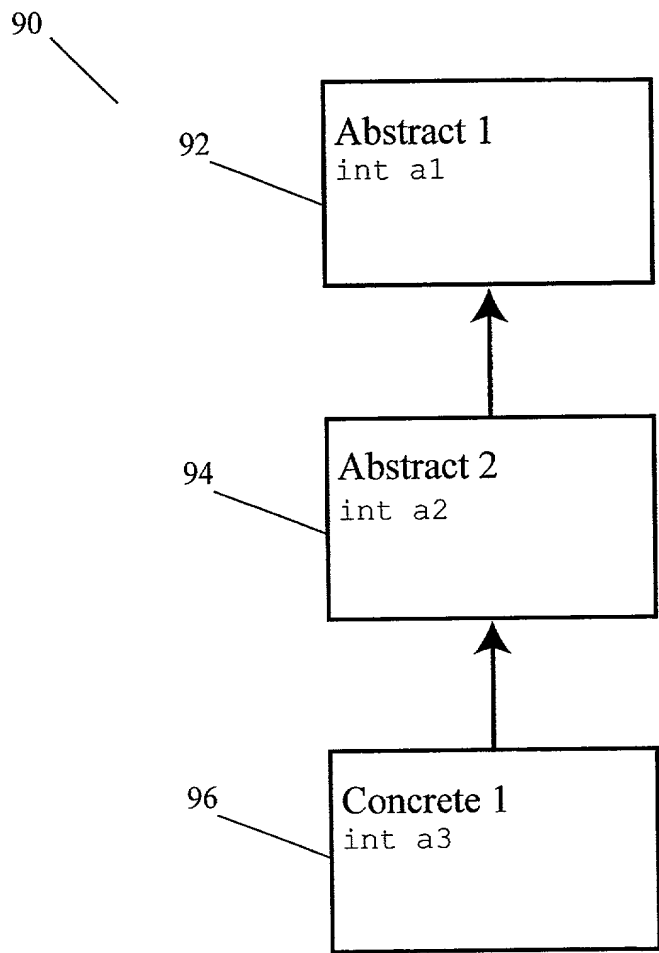 90
92
Abstract 1
int a1
94
Abstract 2
int a2
96
Concrete 1
int a3